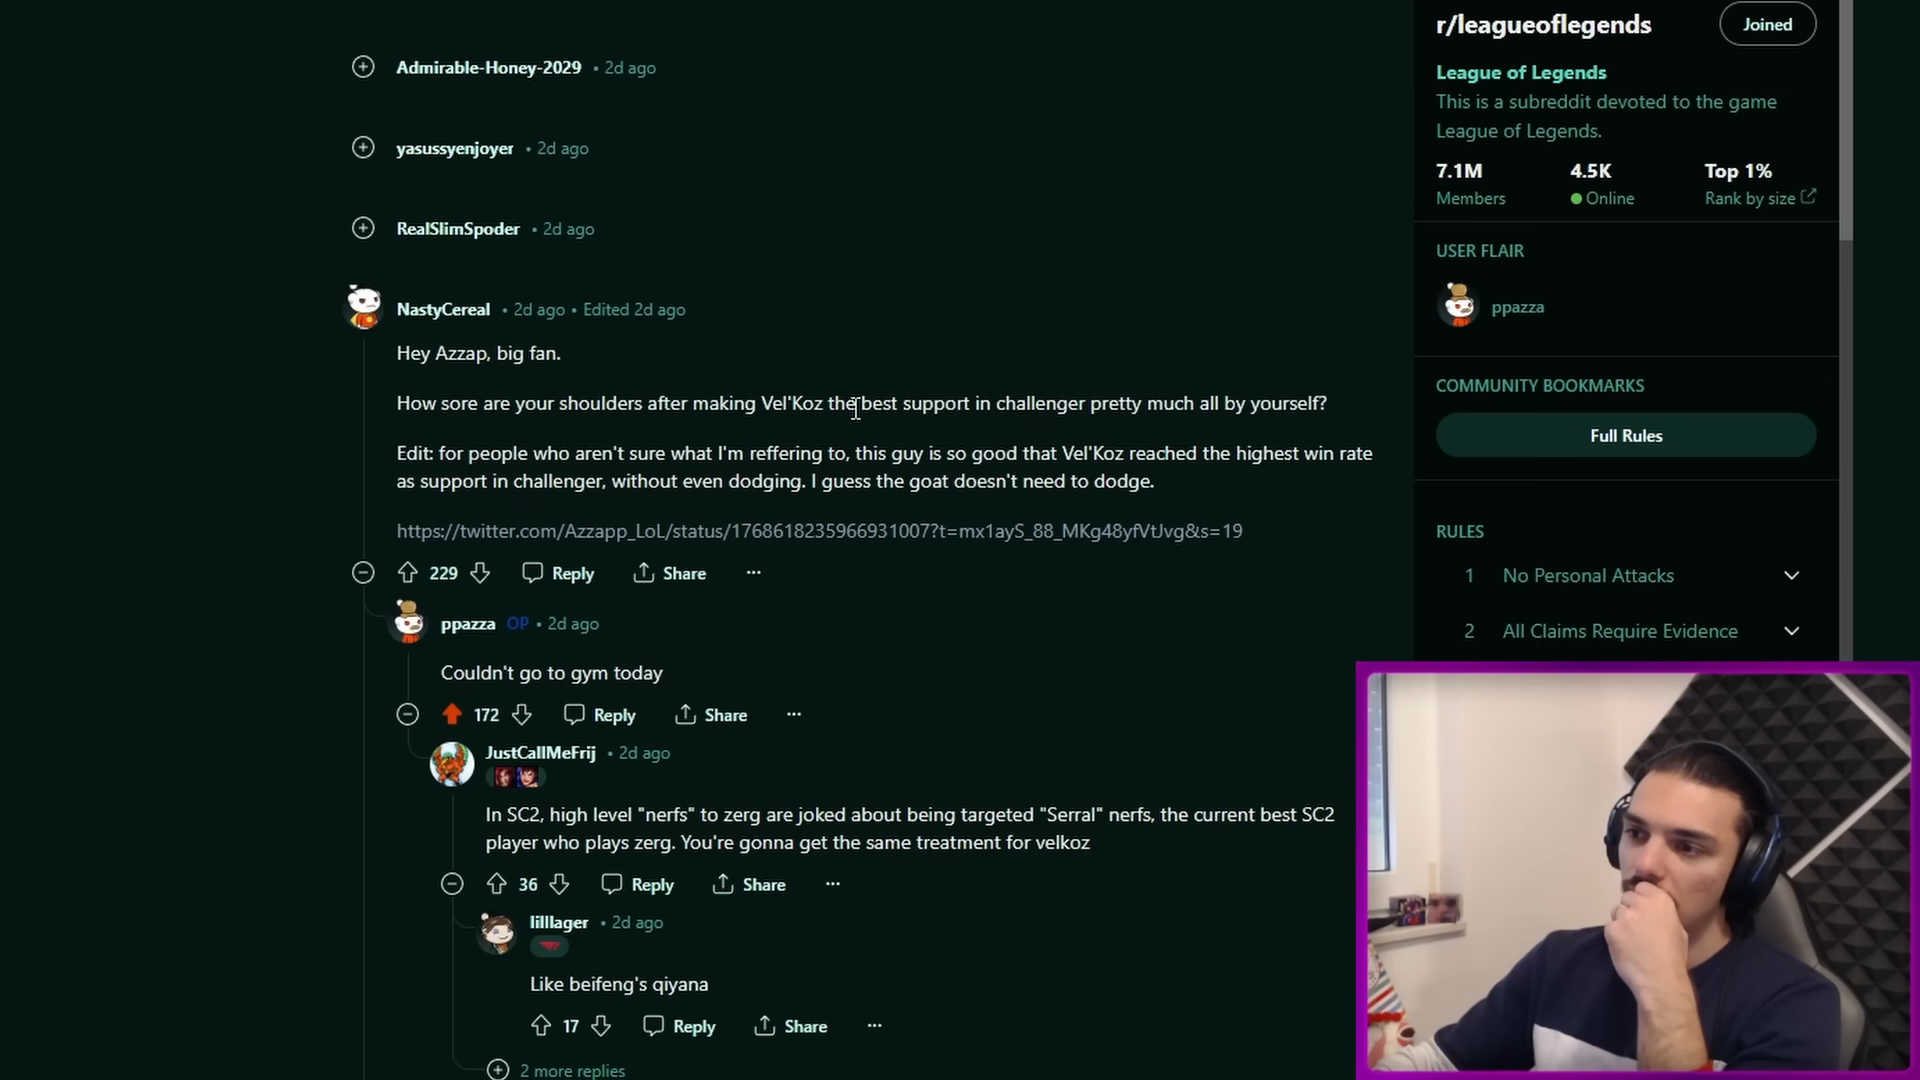 Admirable-Honey-2029 • 2d ago
yasussyenjoyer • 2d ago
RealSlimSpoder • 2d ago
NastyCereal • 2d ago • Edited 2d ago
Hey Azzap, big fan.
How sore are your shoulders after making Vel'Koz the best support in challenger pretty much all by yourself?
Edit: for people who aren't sure what I'm reffering to, this guy is so good that Vel'Koz reached the highest win rate
as support in challenger, without even dodging. I guess the goat doesn't need to dodge.
https://twitter.com/Azzapp_LoL/status/1768618235966931007?t=mx1ayS_88_MKg48yfVtJvg&s=19
229 Reply Share ...
ppazza OP • 2d ago
Couldn't go to gym today
172 Reply Share ...
JustCallMeFrij • 2d ago
In SC2, high level "nerfs" to zerg are joked about being targeted "Serral" nerfs, the current best SC2
player who plays zerg. You're gonna get the same treatment for velkoz
36 Reply Share ...
lilllager • 2d ago
Like beifeng's qiyana
17 Reply Share ...
2 more replies
r/leagueoflegends Joined
League of Legends
This is a subreddit devoted to the game
League of Legends.
7.1M 4.5K Top 1%
Members Online Rank by size
USER FLAIR
ppazza
COMMUNITY BOOKMARKS
Full Rules
RULES
1 No Personal Attacks
2 All Claims Require Evidence